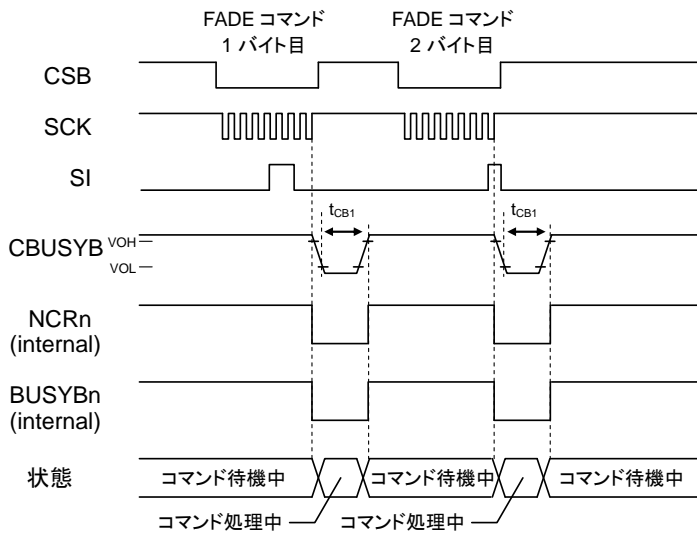 FADE コマンド FADE コマンド
1 バイト目 2 バイト目
CSB
SCK
SI
tCB1 tCB1
CBUSYB VOH
VOL
NCRn
(internal)
BUSYBn
(internal)
状態 コマンド待機中 コマンド待機中 コマンド待機中
コマンド処理中 コマンド処理中